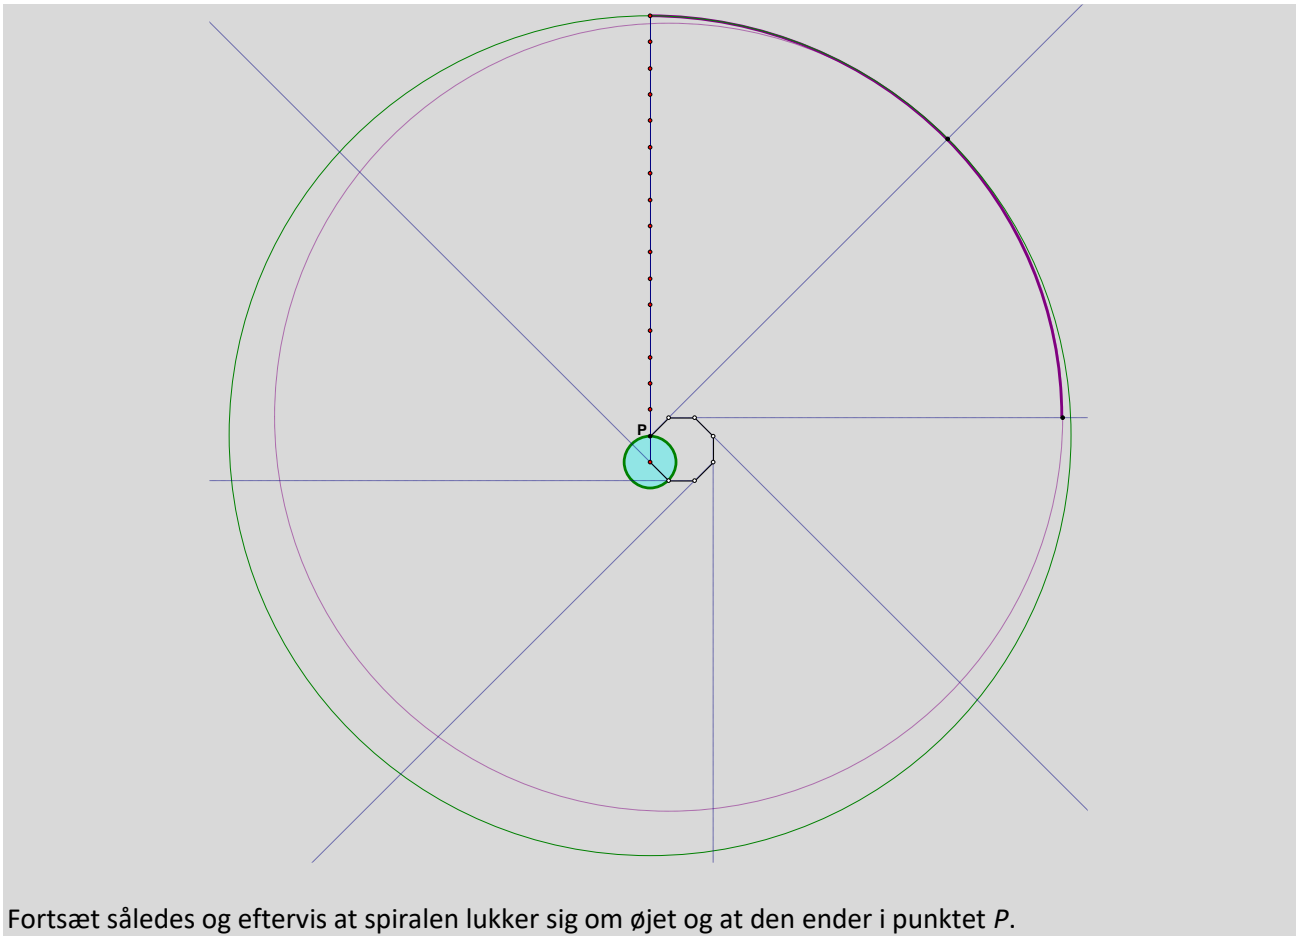 P
Fortsæt således og eftervis at spiralen lukker sig om øjet og at den ender i punktet P.